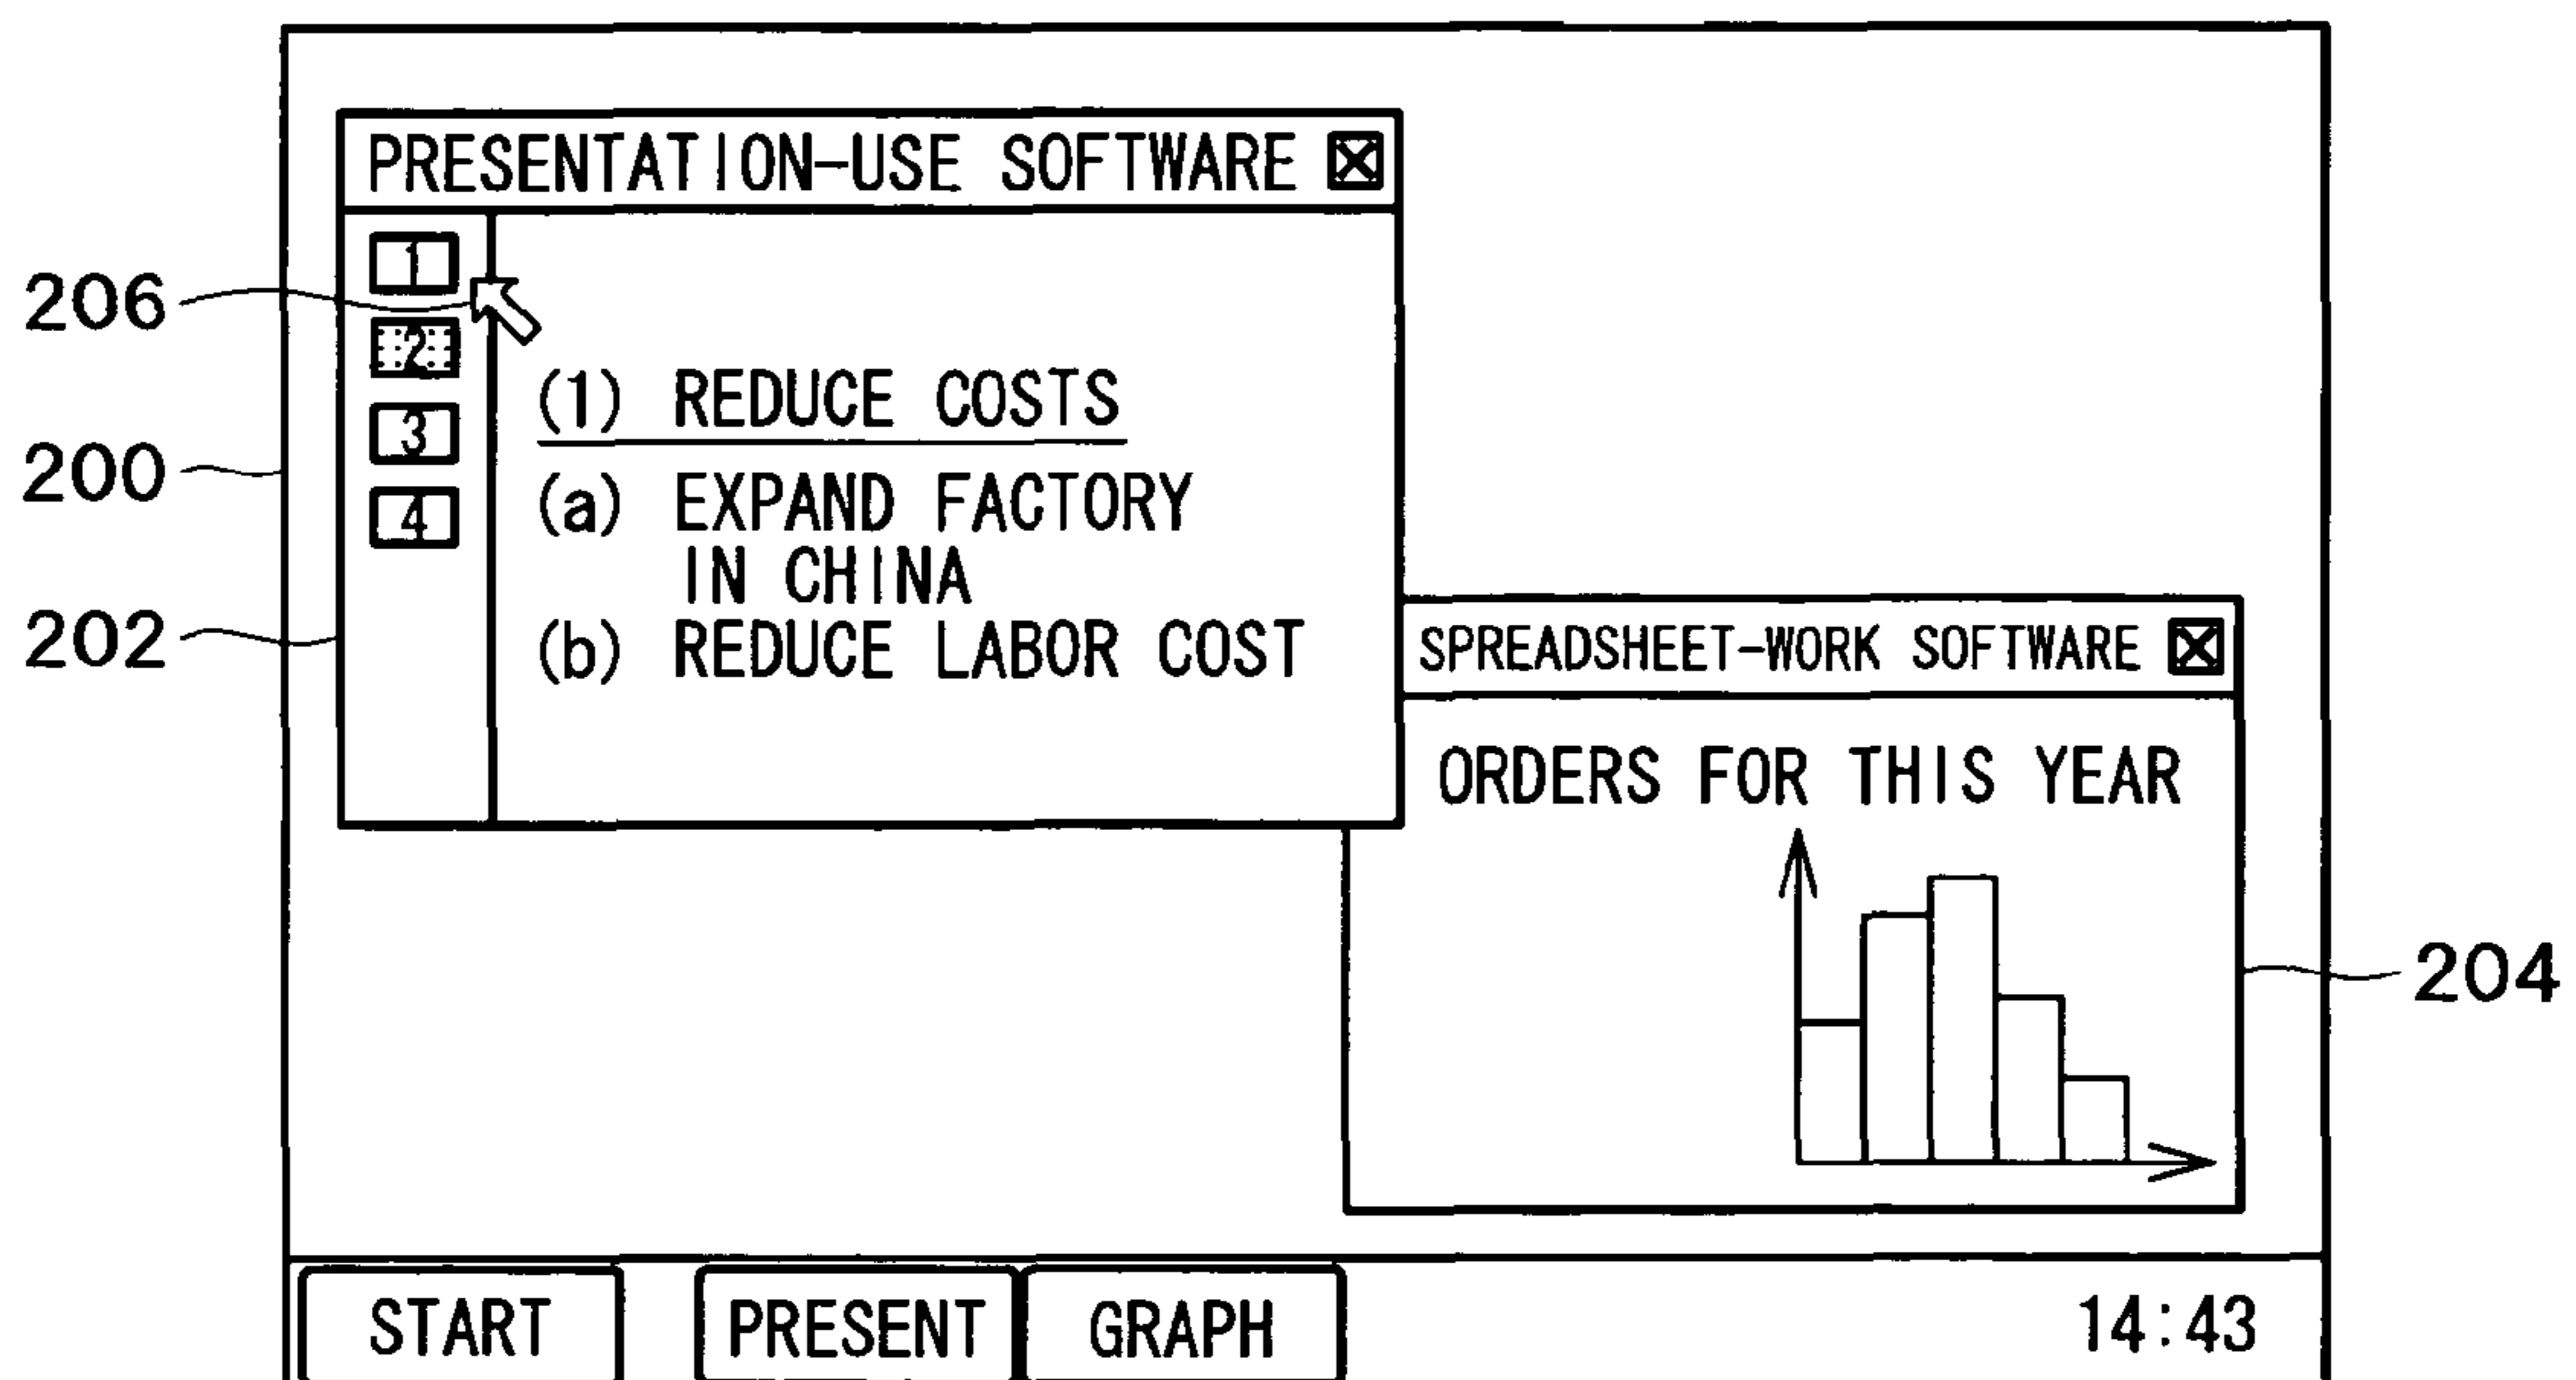 PRESENTATION-USE SOFTWARE
1
206
2
(1) REDUCE COSTS
3
200
(a) EXPAND FACTORY
4
IN CHINA
202
(b) REDUCE LABOR COST
SPREADSHEET-WORK SOFTWARE
ORDERS FOR THIS YEAR
204
START
PRESENT
GRAPH
14:43